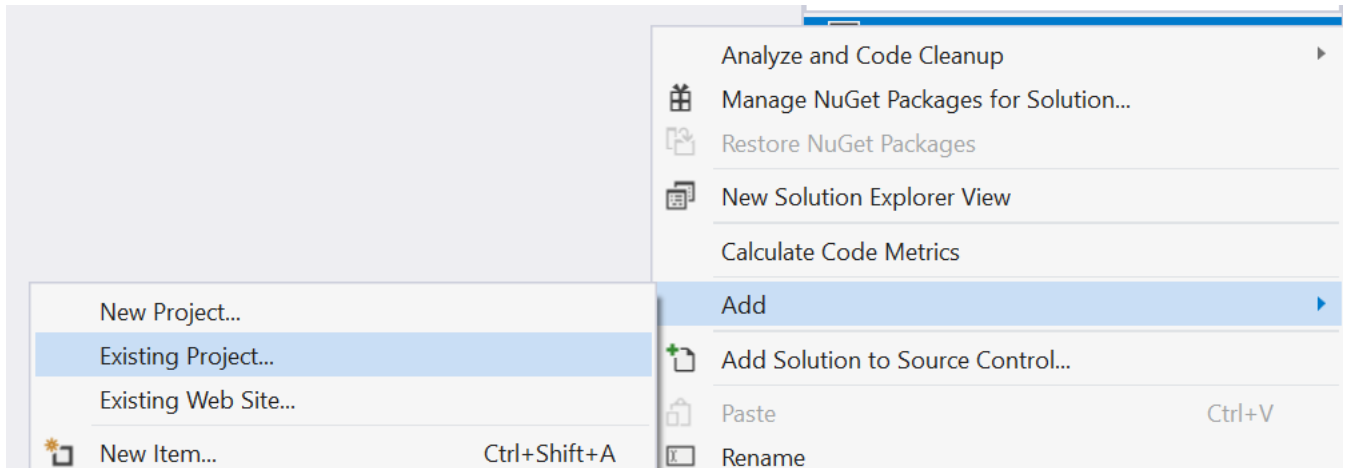 Analyze and Code Cleanup
Manage NuGet Packages for Solution...
Restore NuGet Packages
New Solution Explorer View
Calculate Code Metrics
Add
Add Solution to Source Control...
Paste Ctrl+V
Rename
New Project...
Existing Project...
Existing Web Site...
New Item... Ctrl+Shift+A